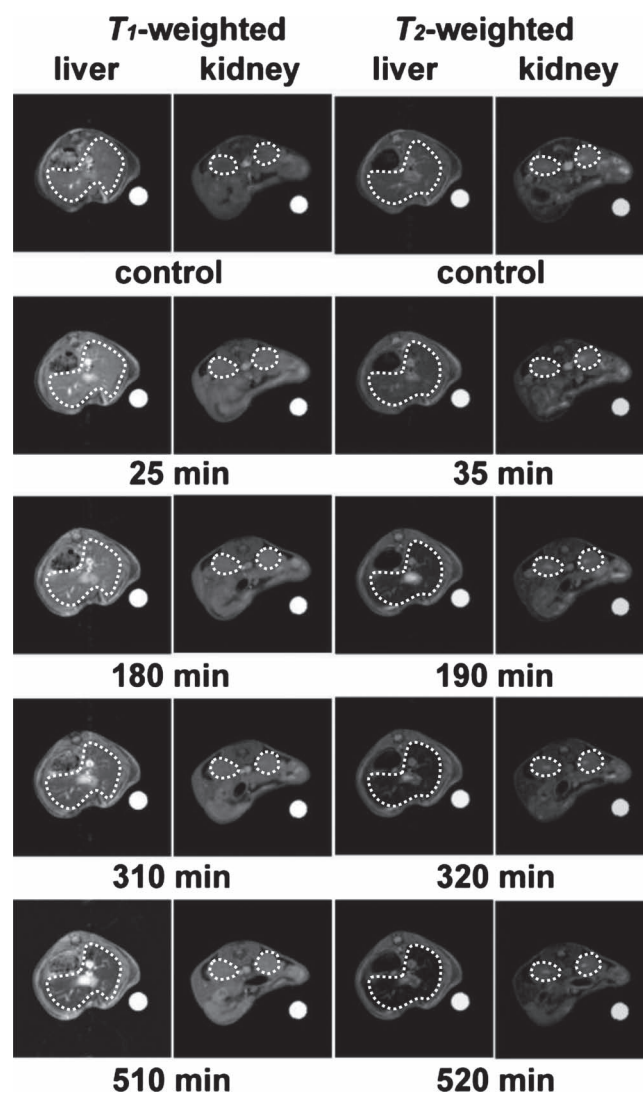 T1-weighted T2-weighted
liver kidney liver kidney
control control
25 min 35 min
180 min 190 min
310 min 320 min
510 min 520 min